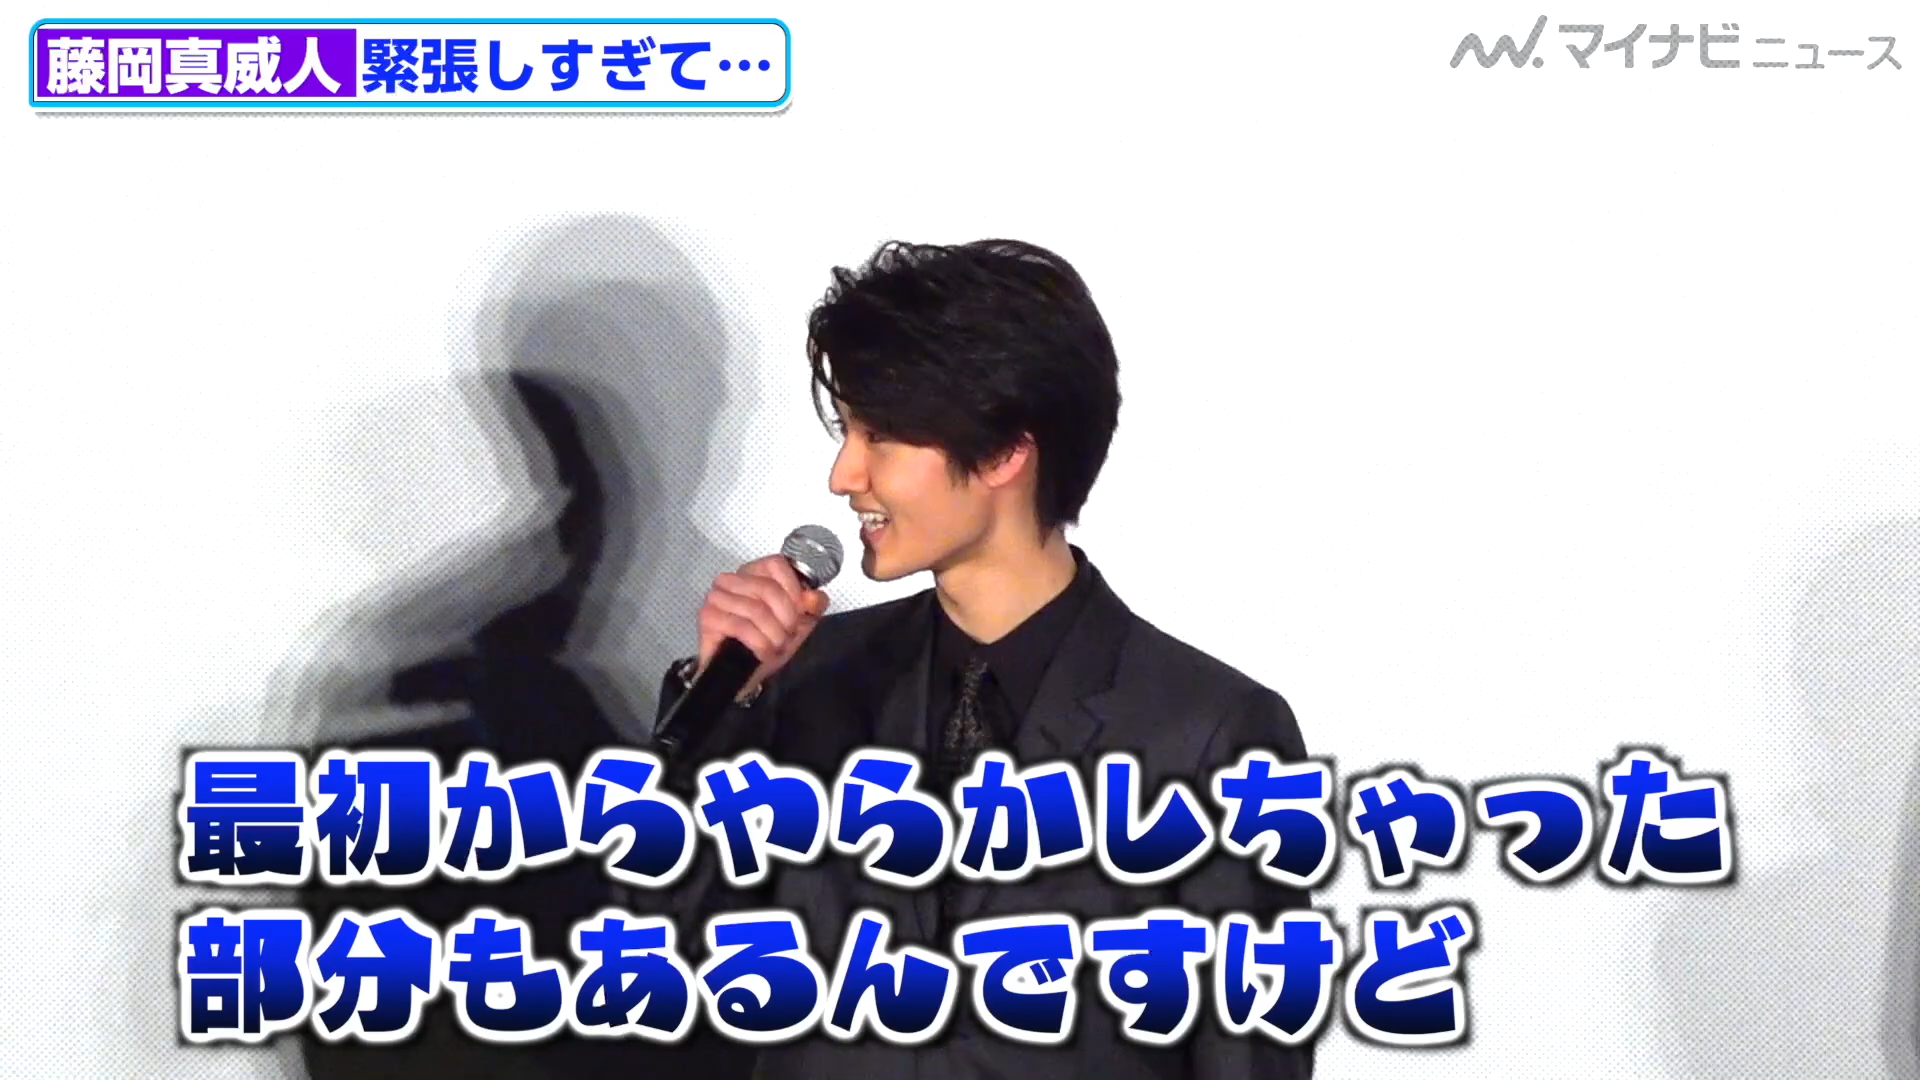 藤岡真威人 緊張しすぎて…
マイナビニュース
最初からやらかしちゃった
部分もあるんですけど